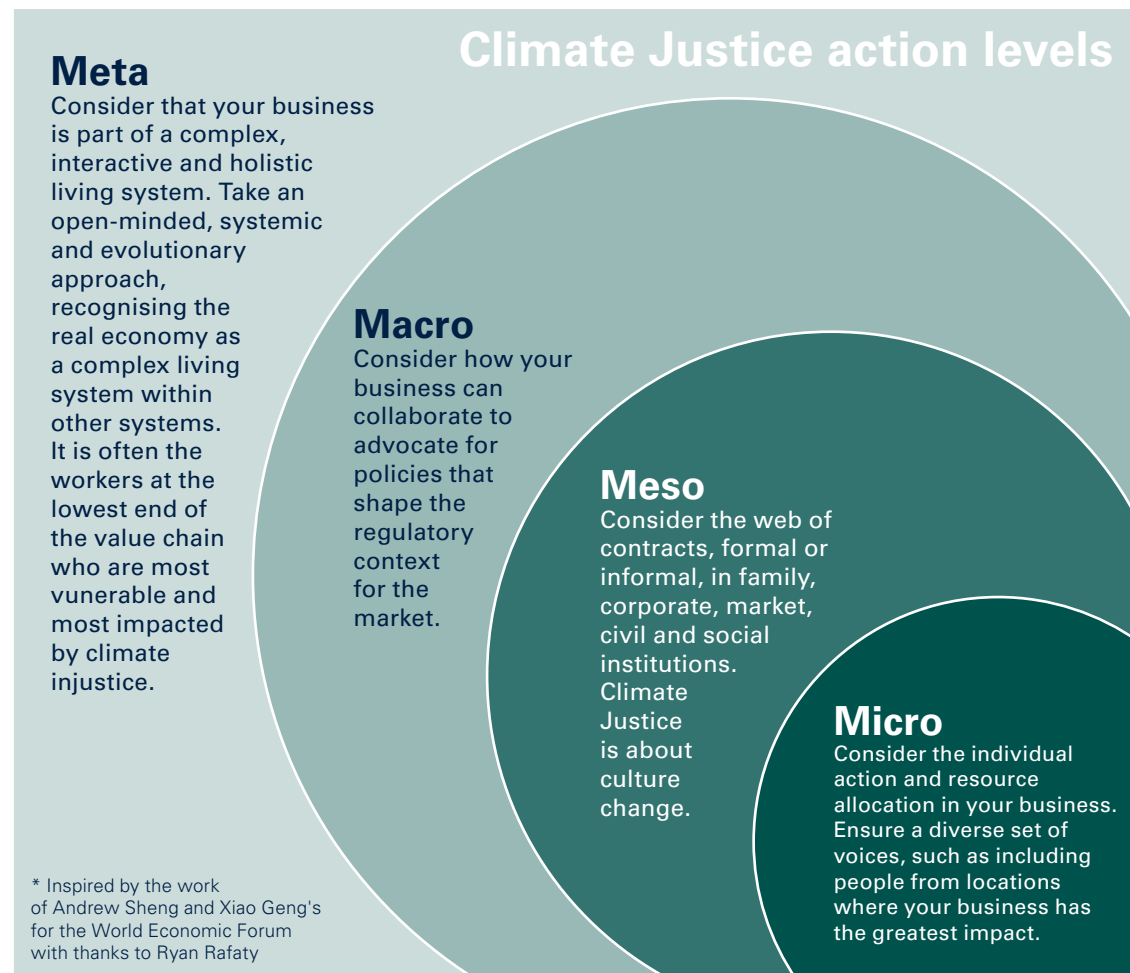 Climate Justice action levels
Meta
Consider that your business
is part of a complex,
interactive and holistic
living system. Take an
open-minded, systemic
and evolutionary
approach,
recognising the
real economy as
a complex living
system within
other systems.
It is often the
workers at the
lowest end of
the value chain
who are most
vunerable and
most impacted
by climate
injustice.
Macro
Consider how your
business can
collaborate to
advocate for
policies that
shape the
regulatory
context
for the
market.
Meso
Consider the web of
contracts, formal or
informal, in family,
corporate, market,
civil and social
institutions.
Climate
Justice
is about
culture
change.
Micro
Consider the individual
action and resource
allocation in your business.
Ensure a diverse set of
voices, such as including
people from locations
where your business has
the greatest impact.
* Inspired by the work
of Andrew Sheng and Xiao Geng's
for the World Economic Forum
with thanks to Ryan Rafaty